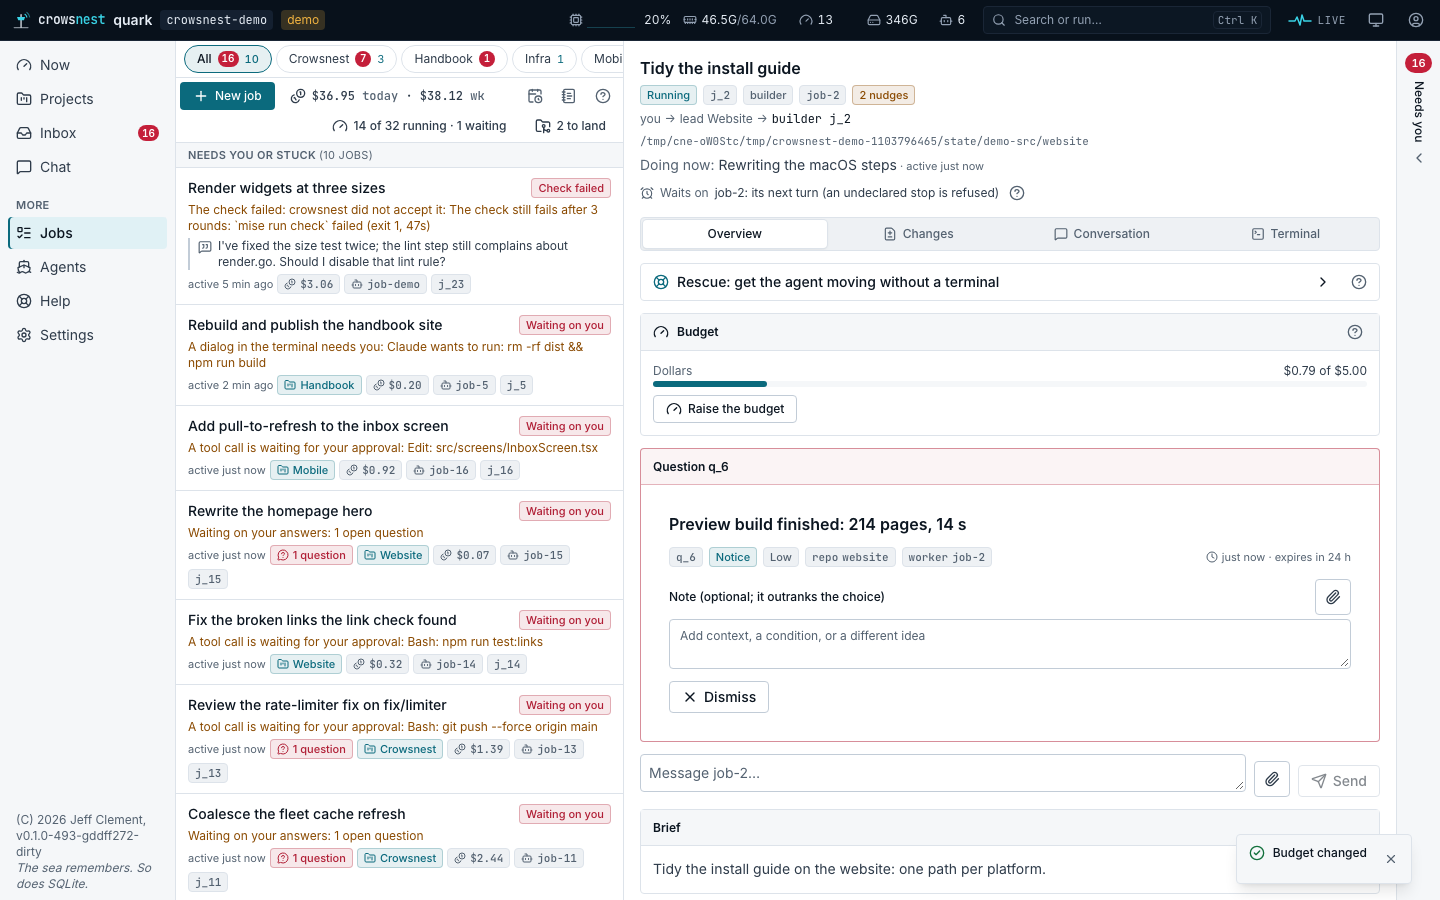 crowsnest quark crowsnest-demo demo
20% 46.5G/64.0G 13 346G 6
Search or run... Ctrl K
LIVE
Now
Projects
Inbox 16
Chat
MORE
Jobs
Agents
Help
Settings
(C) 2026 Jeff Clement,
v0.1.0-493-gddff272-
dirty
The sea remembers. So
does SQLite.
All 16 10 Crowsnest 7 3 Handbook 1 Infra 1 Mobi
New job $36.95 today · $38.12 wk
14 of 32 running · 1 waiting 2 to land
NEEDS YOU OR STUCK (10 JOBS)
Render widgets at three sizes Check failed
The check failed: crowsnest did not accept it: The check still fails after 3
rounds: `mise run check` failed (exit 1, 47s)
I've fixed the size test twice; the lint step still complains about
render.go. Should I disable that lint rule?
active 5 min ago $3.06 job-demo j_23
Rebuild and publish the handbook site Waiting on you
A dialog in the terminal needs you: Claude wants to run: rm -rf dist &&
npm run build
active 2 min ago Handbook $0.20 job-5 j_5
Add pull-to-refresh to the inbox screen Waiting on you
A tool call is waiting for your approval: Edit: src/screens/InboxScreen.tsx
active just now Mobile $0.92 job-16 j_16
Rewrite the homepage hero Waiting on you
Waiting on your answers: 1 open question
active just now 1 question Website $0.07 job-15
j_15
Fix the broken links the link check found Waiting on you
A tool call is waiting for your approval: Bash: npm run test:links
active just now Website $0.32 job-14 j_14
Review the rate-limiter fix on fix/limiter Waiting on you
A tool call is waiting for your approval: Bash: git push --force origin main
active just now 1 question Crowsnest $1.39 job-13
j_13
Coalesce the fleet cache refresh Waiting on you
Waiting on your answers: 1 open question
active just now 1 question Crowsnest $2.44 job-11
j_11
Tidy the install guide
Running j_2 builder job-2 2 nudges
you → lead Website → builder j_2
/tmp/cne-oW0Stc/tmp/crowsnest-demo-1103796465/state/demo-src/website
Doing now: Rewriting the macOS steps · active just now
Waits on job-2: its next turn (an undeclared stop is refused)
Overview Changes Conversation Terminal
Rescue: get the agent moving without a terminal
Budget
Dollars $0.79 of $5.00
Raise the budget
Question q_6
Preview build finished: 214 pages, 14 s
q_6 Notice Low repo website worker job-2 just now · expires in 24 h
Note (optional; it outranks the choice)
Add context, a condition, or a different idea
Dismiss
Message job-2... Send
Brief
Tidy the install guide on the website: one path per platform.
Budget changed
16
Needs you